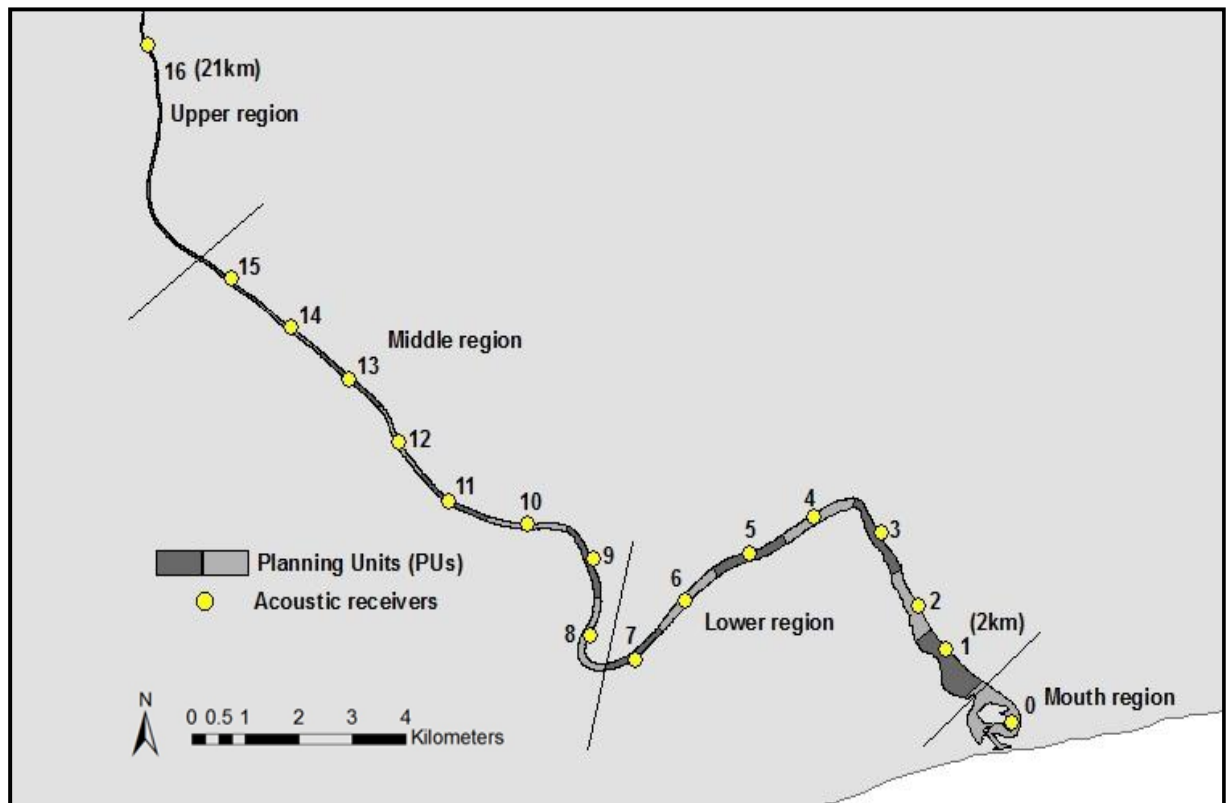 16 (21km)
Upper region
15
14
Middle region
13
12
11
10
4
3
5
9
Planning Units (PUs)
6
2
Acoustic receivers
Lower region
(2km)
8
7
1
N
0
Mouth region
0 0.5 1 2 3 4
Kilometers